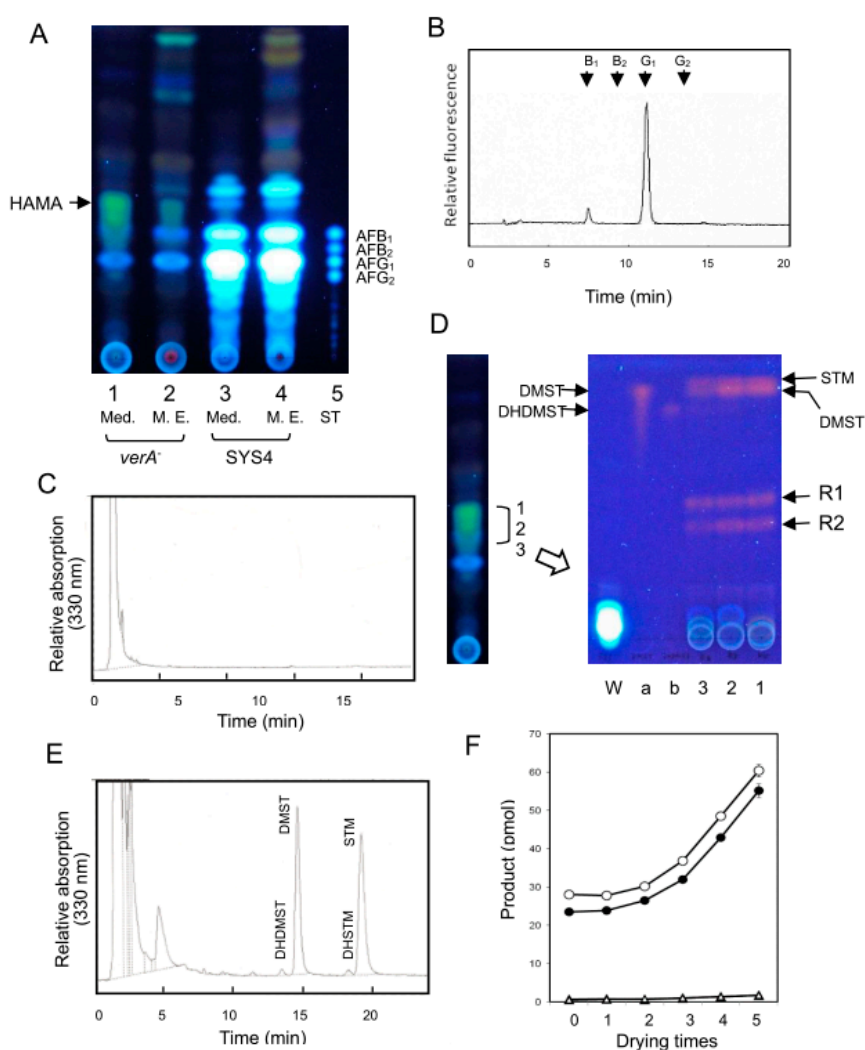 A
HAMA
AFB₁
AFB₂
AFG₁
AFG₂
1 2 3 4 5
Med. M. E. Med. M. E. ST
verA⁻ SYS4
B
B₁ B₂ G₁ G₂
Relative fluorescence
0 5 10 15 20
Time (min)
C
Relative absorption
(330 nm)
0 5 10 15
Time (min)
D
1
2
3
DMST
DHDMST
STM
DMST
R1
R2
W a b 3 2 1
E
Relative absorption
(330 nm)
DHDMST
DMST
DHSTM
STM
0 5 10 15 20
Time (min)
F
Product (pmol)
70
60
50
40
30
20
10
0
0 1 2 3 4 5
Drying times